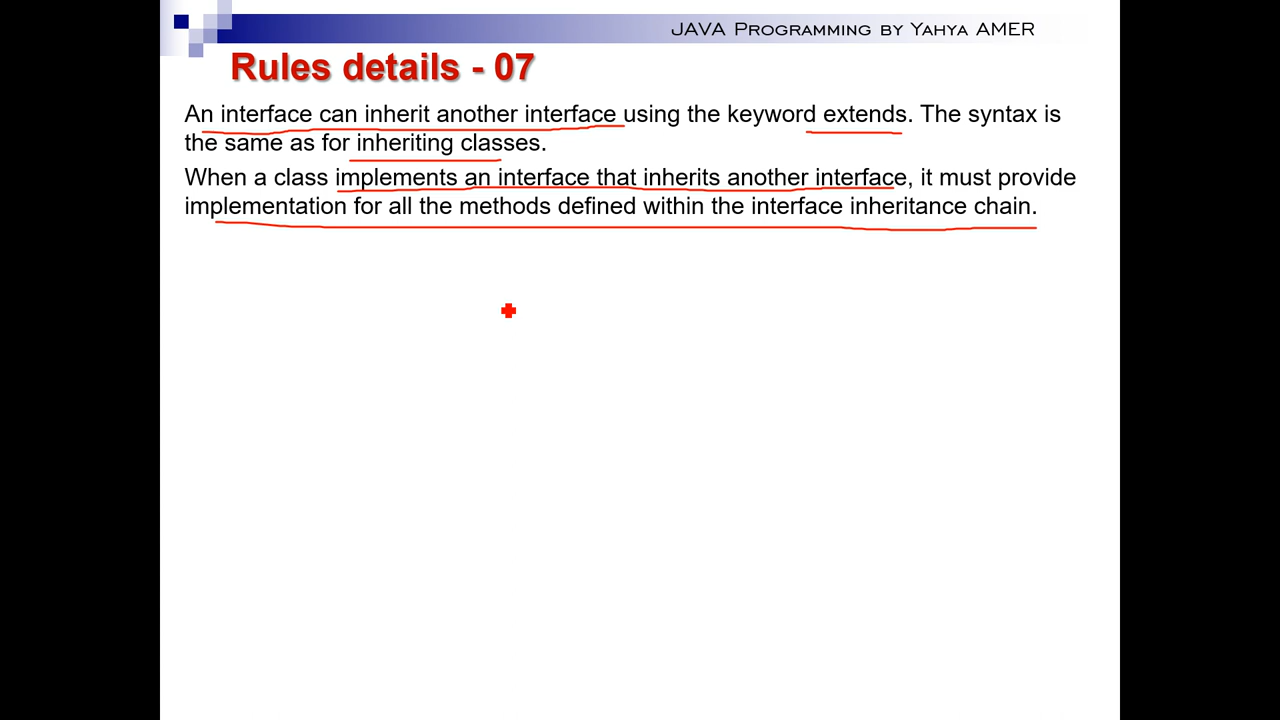 JAVA Programming by Yahya AMER
Rules details - 07
An interface can inherit another interface using the keyword extends. The syntax is
the same as for inheriting classes.
When a class implements an interface that inherits another interface, it must provide
implementation for all the methods defined within the interface inheritance chain.